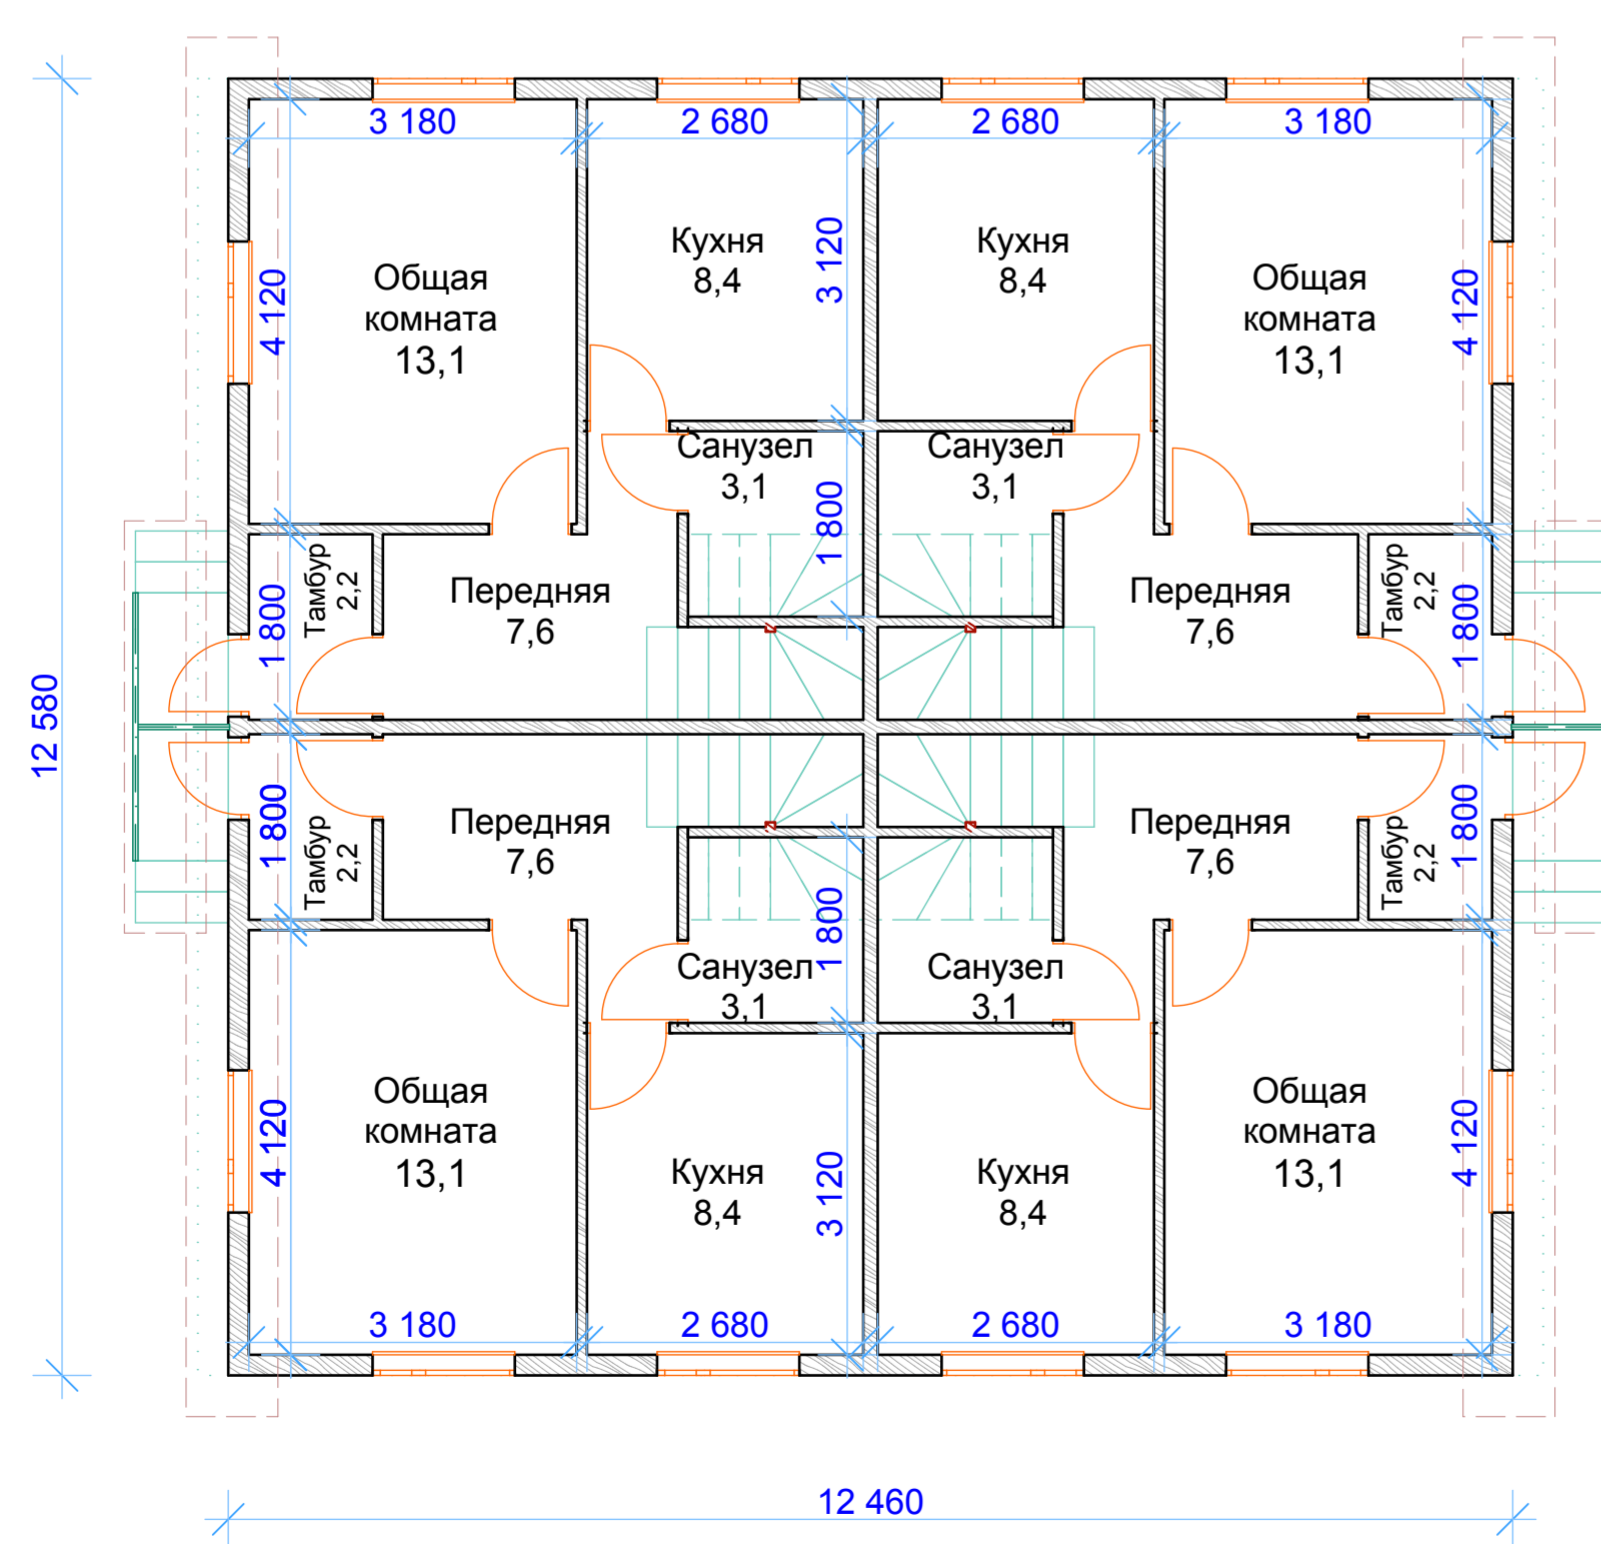 3 180
2 680
2 680
3 180
Общая
комната
13,1
Кухня
8,4
Кухня
8,4
Общая
комната
13,1
4 120
3 120
4 120
Санузел
3,1
Санузел
3,1
1 800
Тамбур
2,2
Передняя
7,6
Передняя
7,6
Тамбур
2,2
1 800
1 800
12 580
1 800
Тамбур
2,2
Передняя
7,6
Передняя
7,6
Тамбур
2,2
1 800
1 800
Санузел
3,1
Санузел
3,1
Общая
комната
13,1
Кухня
8,4
Кухня
8,4
Общая
комната
13,1
4 120
3 120
4 120
3 180
2 680
2 680
3 180
12 460